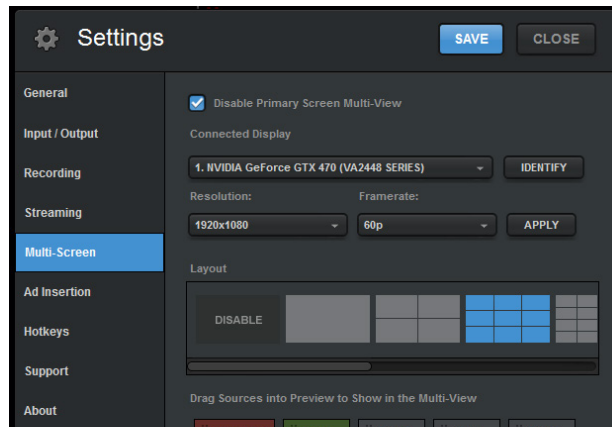 Settings
SAVE
CLOSE
General
Input / Output
Recording
Streaming
Multi-Screen
Ad Insertion
Hotkeys
Support
About
Disable Primary Screen Multi-View
Connected Display
1. NVIDIA GeForce GTX 470 (VA2448 SERIES)
IDENTIFY
Resolution:
Framerate:
1920x1080
60p
APPLY
Layout
DISABLE
Drag Sources into Preview to Show in the Multi-View